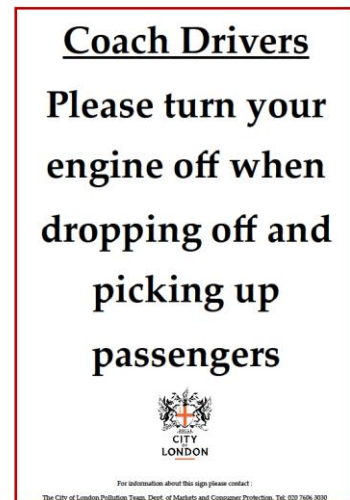 Coach Drivers
Please turn your
engine off when
dropping off and
picking up
passengers
CITY
LONDON
For information about this sign please contact :
The City of London Pollution Team, Dept. of Markets and Consumer Protection. Tel: 020 7606 3030